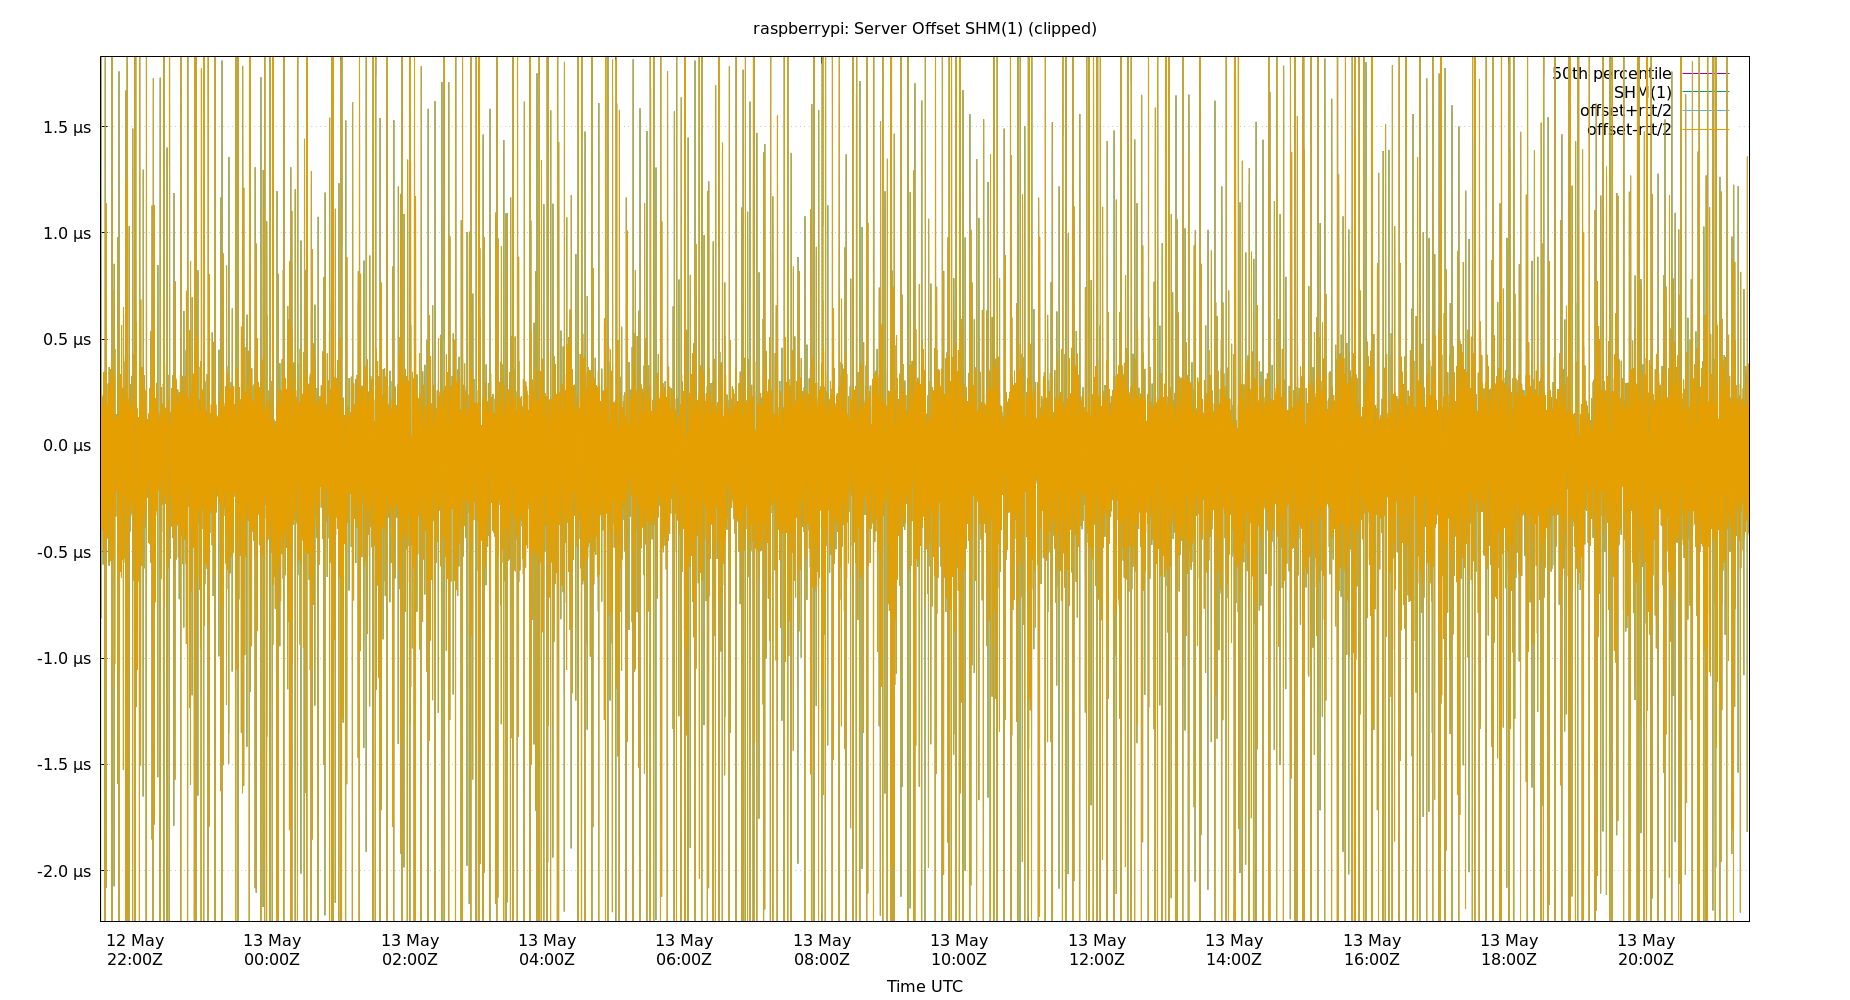 raspberrypi: Server Offset SHM(1) (clipped)
50th percentile
SHM(1)
offset+rtt/2
offset-rtt/2
1.5 µs
1.0 µs
0.5 µs
0.0 µs
-0.5 µs
-1.0 µs
-1.5 µs
-2.0 µs
12 May 13 May 13 May 13 May 13 May 13 May 13 May 13 May 13 May 13 May 13 May 13 May
22:00Z 00:00Z 02:00Z 04:00Z 06:00Z 08:00Z 10:00Z 12:00Z 14:00Z 16:00Z 18:00Z 20:00Z
Time UTC